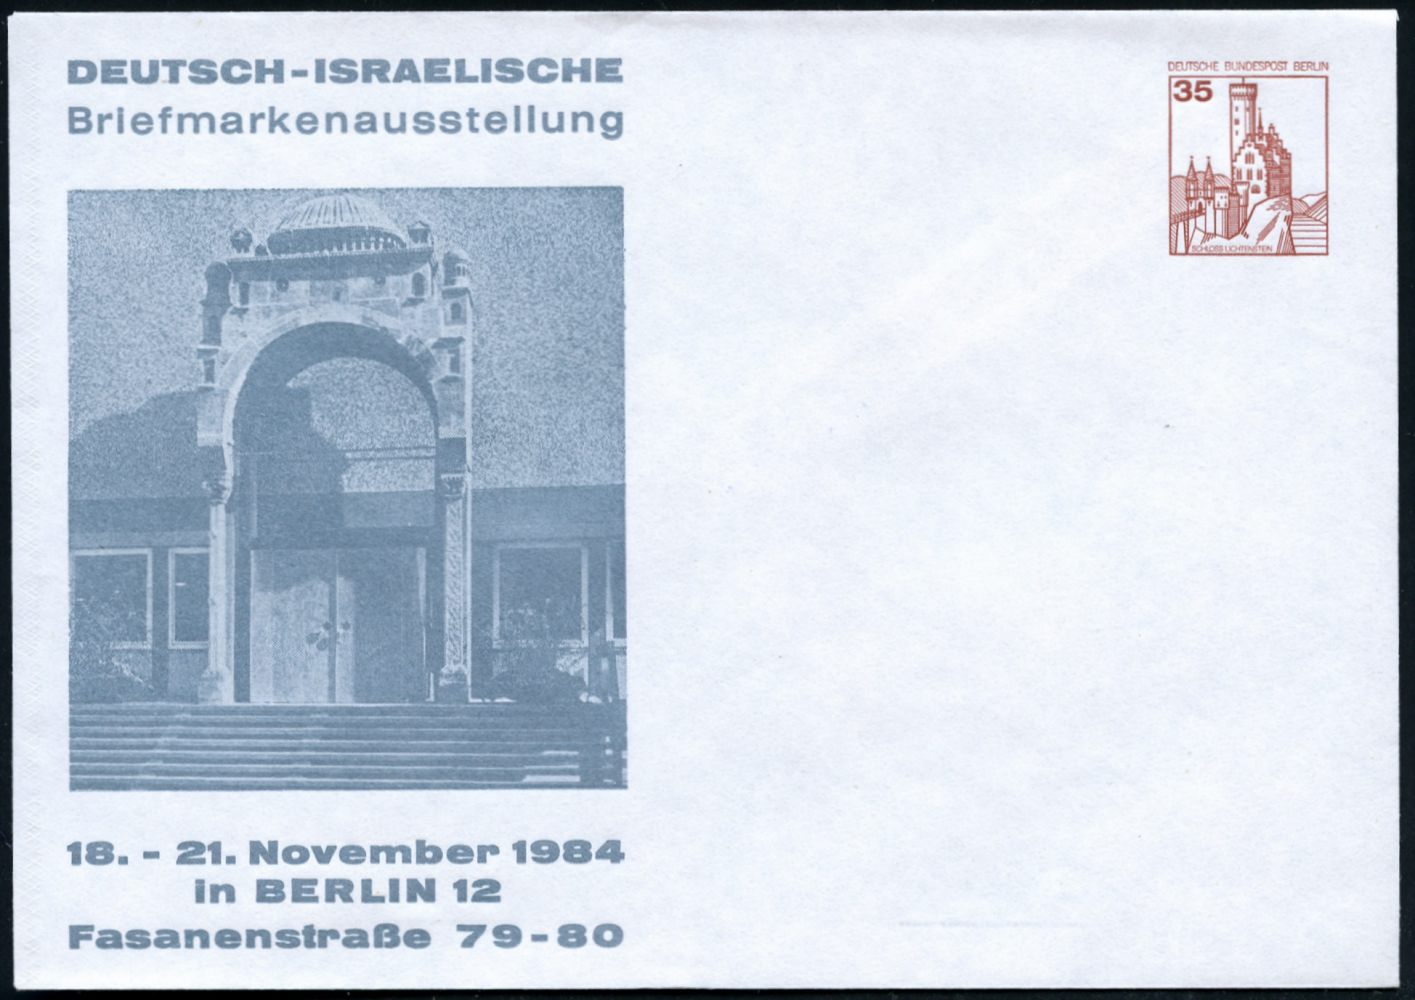 DEUTSCH-ISRAELISCHE
Briefmarkenausstellung
DEUTSCHE BUNDESPOST BERLIN
35
SCHLOSS LICHTENSTEIN
18. - 21. November 1984
in BERLIN 12
Fasanenstraße 79-80